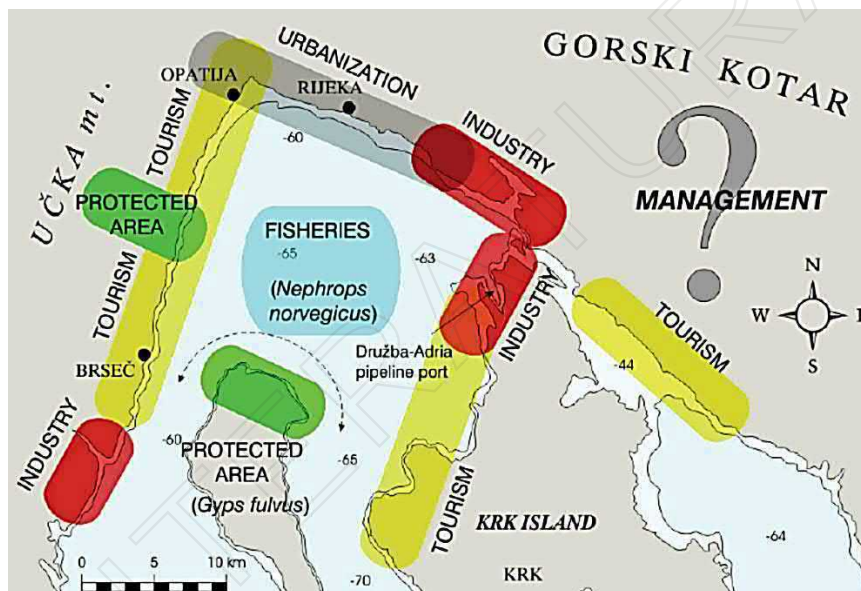 GORSKI KOTAR
URBANIZATION
OPATIJA
RIJEKA
UČKA mt.
TOURISM
-60
INDUSTRY
MANAGEMENT
?
PROTECTED
AREA
FISHERIES
-65
-63
(Nephrops
norvegicus)
N
W
S
TOURISM
INDUSTRY
TOURISM
Družba-Adria
pipeline port
-44
BRSEČ
INDUSTRY
-60
PROTECTED
AREA
(Gyps fulvus)
-65
TOURISM
KRK ISLAND
-64
KRK
-70
0 5 10 km